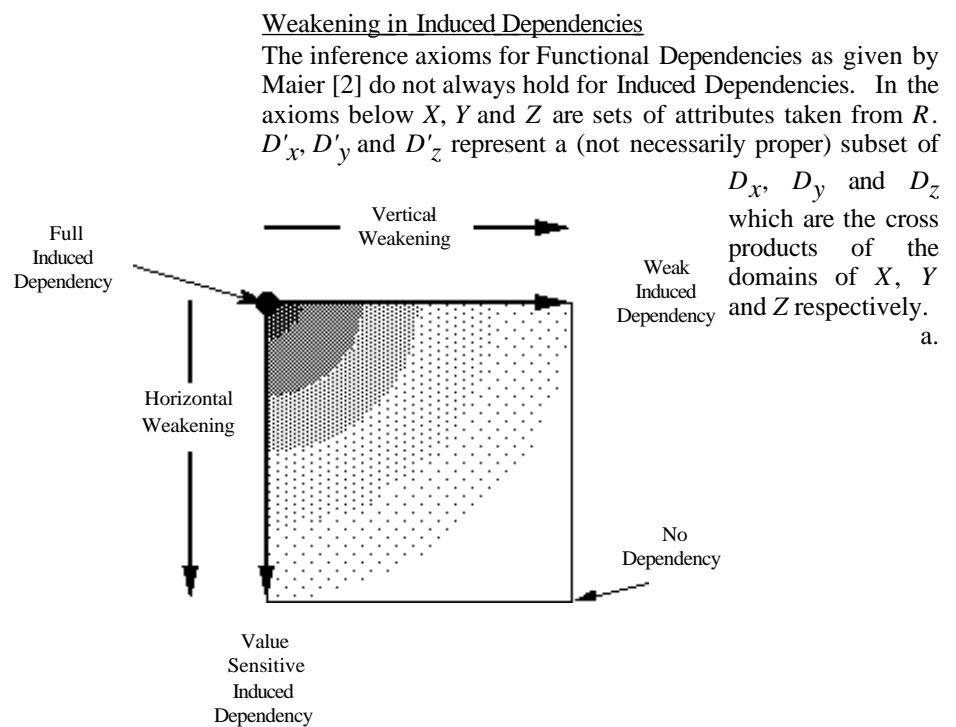 Weakening in Induced Dependencies
The inference axioms for Functional Dependencies as given by
Maier [2] do not always hold for Induced Dependencies. In the
axioms below X, Y and Z are sets of attributes taken from R.
D'x, D'y and D'z represent a (not necessarily proper) subset of
Dx, Dy and Dz
which are the cross
products of the
domains of X, Y
and Z respectively.
a.
Vertical
Weakening
Full
Induced
Dependency
Weak
Induced
Dependency
Horizontal
Weakening
No
Dependency
Value
Sensitive
Induced
Dependency